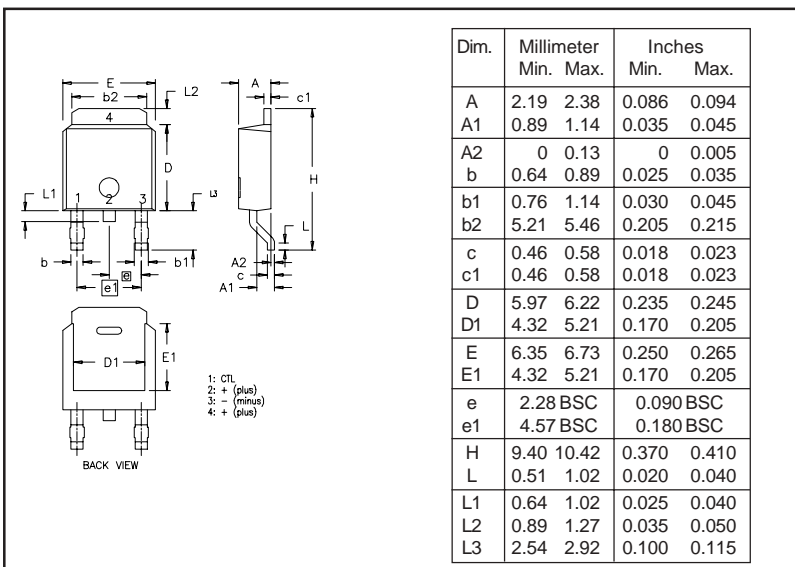 E
b2
L2
A
c1
4
D
H
L1
1 2 3
L3
L
b
b1
e
e1
A2
c
A1
D1
E1
BACK VIEW
1: CTL
2: + (plus)
3: – (minus)
4: + (plus)
Dim. Millimeter Inches
Min. Max. Min. Max.
A 2.19 2.38 0.086 0.094
A1 0.89 1.14 0.035 0.045
A2 0 0.13 0 0.005
b 0.64 0.89 0.025 0.035
b1 0.76 1.14 0.030 0.045
b2 5.21 5.46 0.205 0.215
c 0.46 0.58 0.018 0.023
c1 0.46 0.58 0.018 0.023
D 5.97 6.22 0.235 0.245
D1 4.32 5.21 0.170 0.205
E 6.35 6.73 0.250 0.265
E1 4.32 5.21 0.170 0.205
e 2.28 BSC 0.090 BSC
e1 4.57 BSC 0.180 BSC
H 9.40 10.42 0.370 0.410
L 0.51 1.02 0.020 0.040
L1 0.64 1.02 0.025 0.040
L2 0.89 1.27 0.035 0.050
L3 2.54 2.92 0.100 0.115